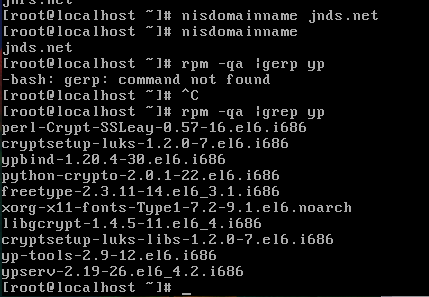 jnds.net
[root@localhost ~]# nisdomainname jnds.net
[root@localhost ~]# nisdomainname
jnds.net
[root@localhost ~]# rpm -qa |gerp yp
-bash: gerp: command not found
[root@localhost ~]# ^C
[root@localhost ~]# rpm -qa |grep yp
perl-Crypt-SSLeay-0.57-16.el6.i686
cryptsetup-luks-1.2.0-7.el6.i686
ypbind-1.20.4-30.el6.i686
python-crypto-2.0.1-22.el6.i686
freetype-2.3.11-14.el6_3.1.i686
xorg-x11-fonts-Type1-7.2-9.1.el6.noarch
libgcrypt-1.4.5-11.el6_4.i686
cryptsetup-luks-libs-1.2.0-7.el6.i686
yp-tools-2.9-12.el6.i686
ypserv-2.19-26.el6_4.2.i686
[root@localhost ~]# _